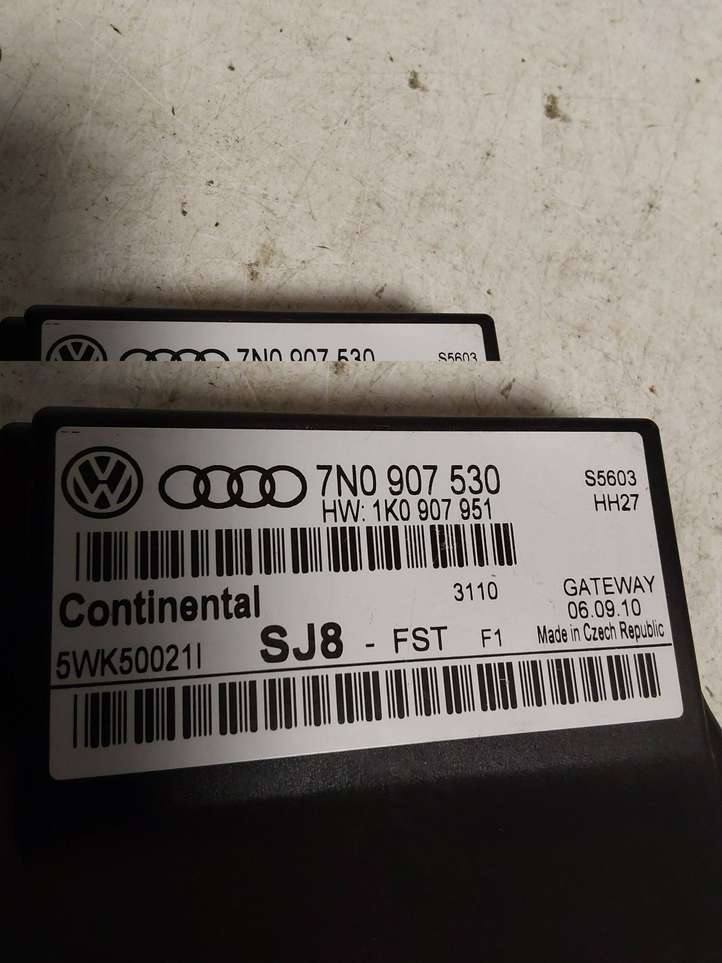 7N0 907 530 S5603
7N0 907 530 S5603
HW: 1K0 907 951 HH27
Continental 3110 GATEWAY
06.09.10
5WK50021I SJ8 - FST F1 Made in Czech Republic